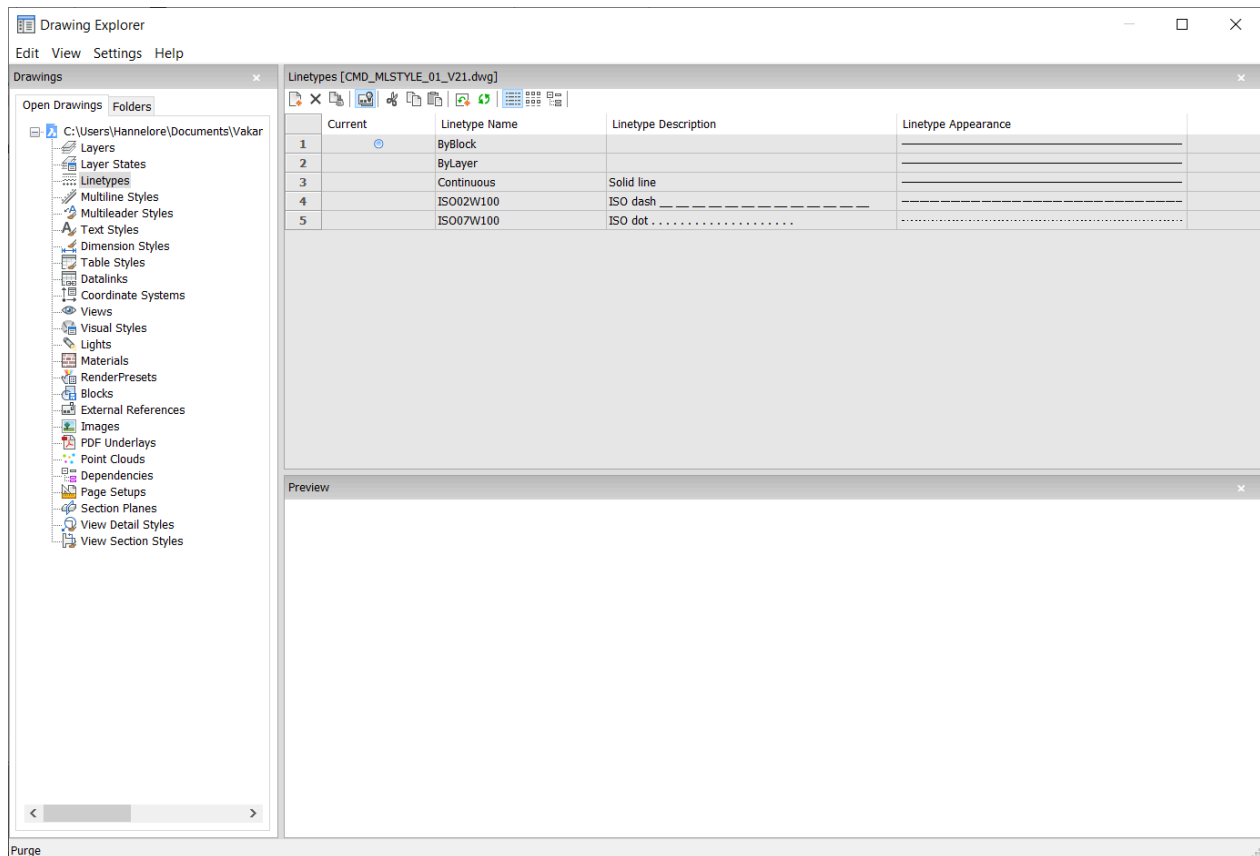 Drawing Explorer
Edit View Settings Help
Drawings
Open Drawings Folders
C:\Users\Hannelore\Documents\Vakar
Layers
Layer States
Linetypes
Multiline Styles
Multileader Styles
Text Styles
Dimension Styles
Table Styles
Datalinks
Coordinate Systems
Views
Visual Styles
Lights
Materials
RenderPresets
Blocks
External References
Images
PDF Underlays
Point Clouds
Dependencies
Page Setups
Section Planes
View Detail Styles
View Section Styles
Linetypes [CMD_MLSTYLE_01_V21.dwg]
Current Linetype Name Linetype Description Linetype Appearance
1 ByBlock
2 ByLayer
3 Continuous Solid line
4 ISO02W100 ISO dash __ __ __ __ __ __ __ __ __ __ __ __ __
5 ISO07W100 ISO dot . . . . . . . . . . . . . . . . . . . .
Preview
Purge